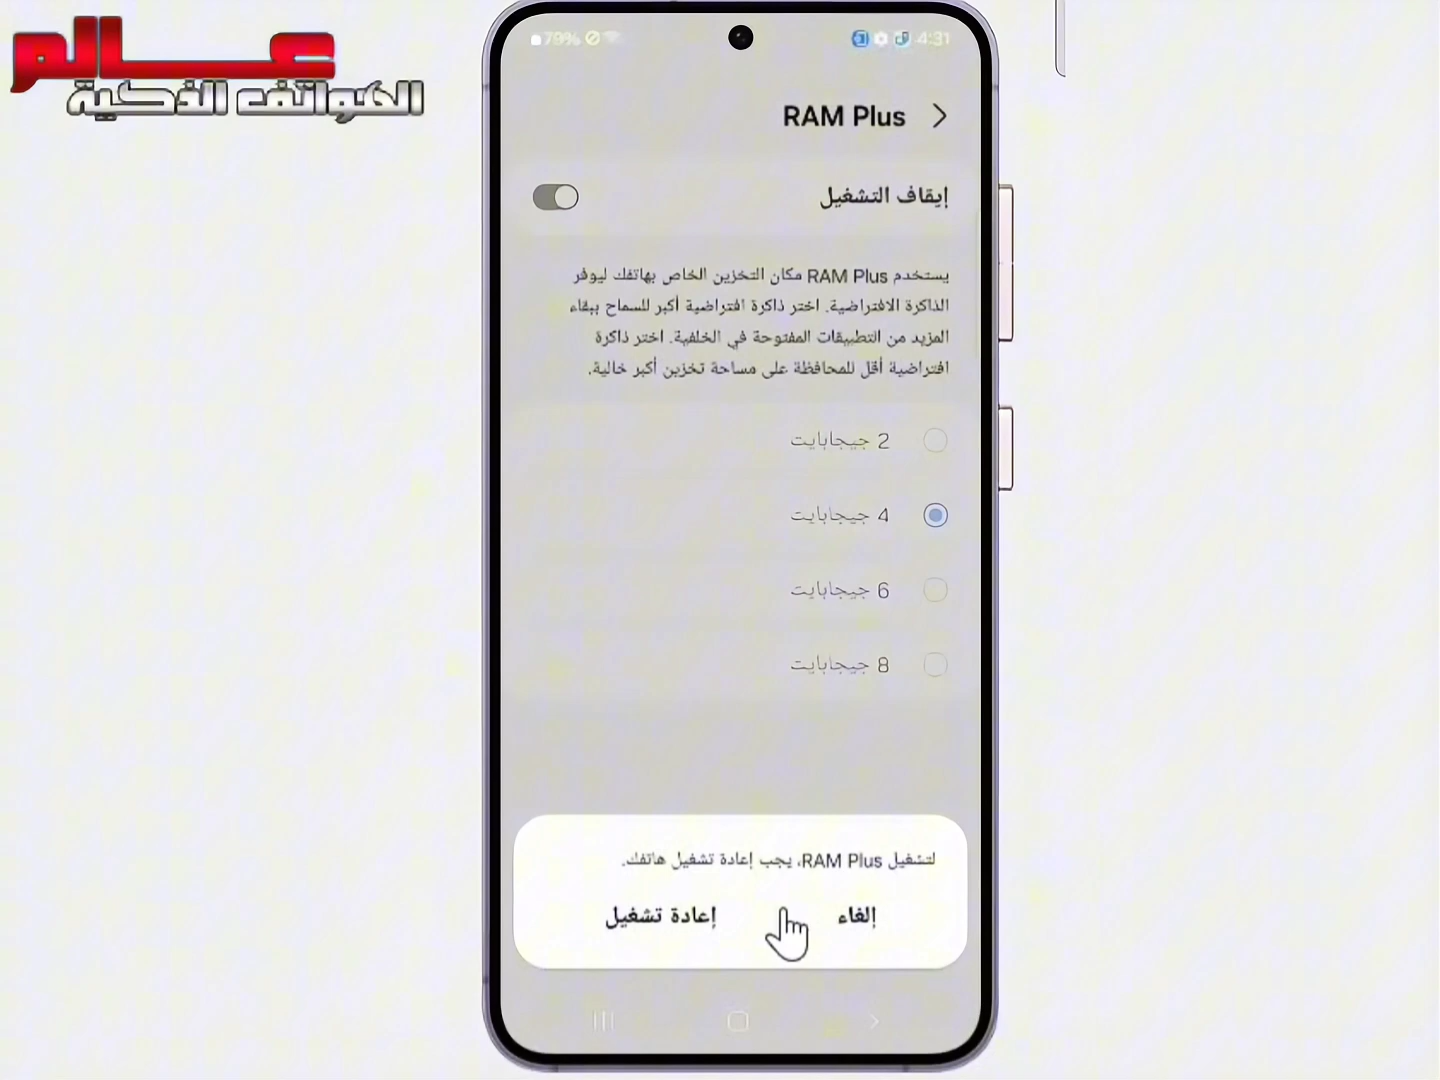 عالم
الهواتف الذكية
79%
4:31
RAM Plus
إيقاف التشغيل
يستخدم RAM Plus مكان التخزين الخاص بهاتفك ليوفر
الذاكرة الافتراضية. اختر ذاكرة افتراضية أكبر للسماح ببقاء
المزيد من التطبيقات المفتوحة في الخلفية. اختر ذاكرة
افتراضية أقل للمحافظة على مساحة تخزين أكبر خالية.
2 جيجابايت
4 جيجابايت
6 جيجابايت
8 جيجابايت
لتشغيل RAM Plus، يجب إعادة تشغيل هاتفك.
إلغاء
إعادة تشغيل